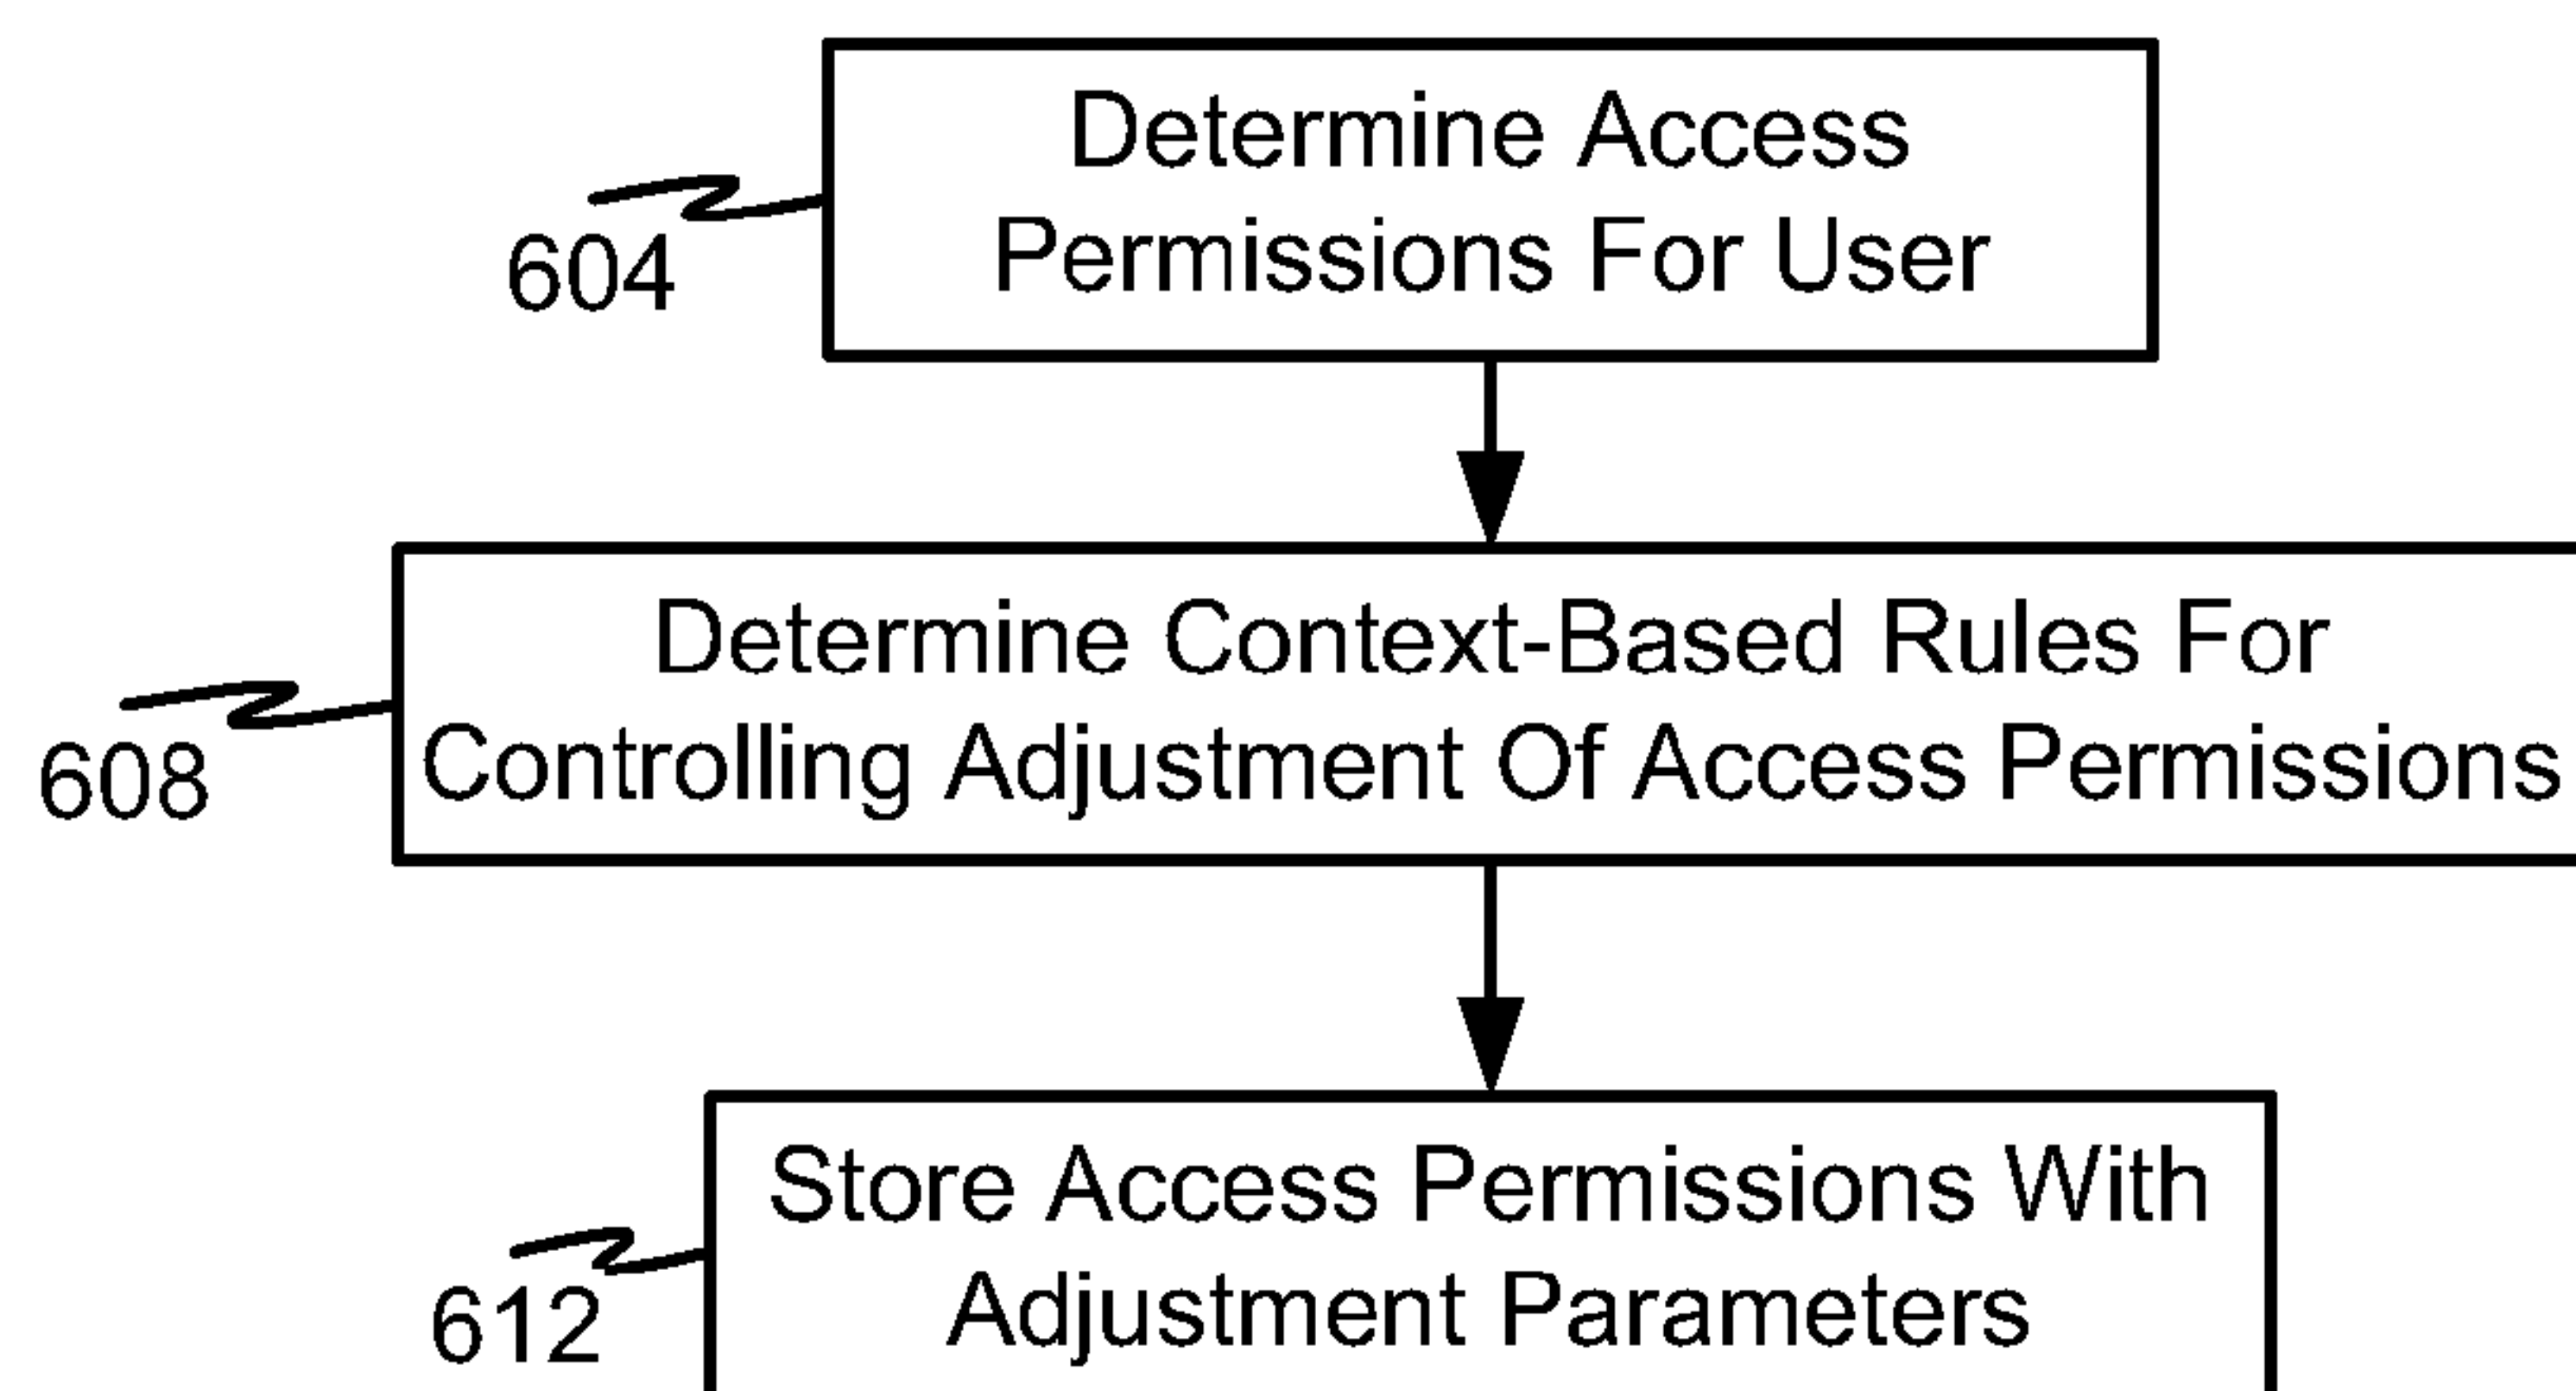 Determine Access
Permissions For User
604
Determine Context-Based Rules For
Controlling Adjustment Of Access Permissions
608
Store Access Permissions With
Adjustment Parameters
612